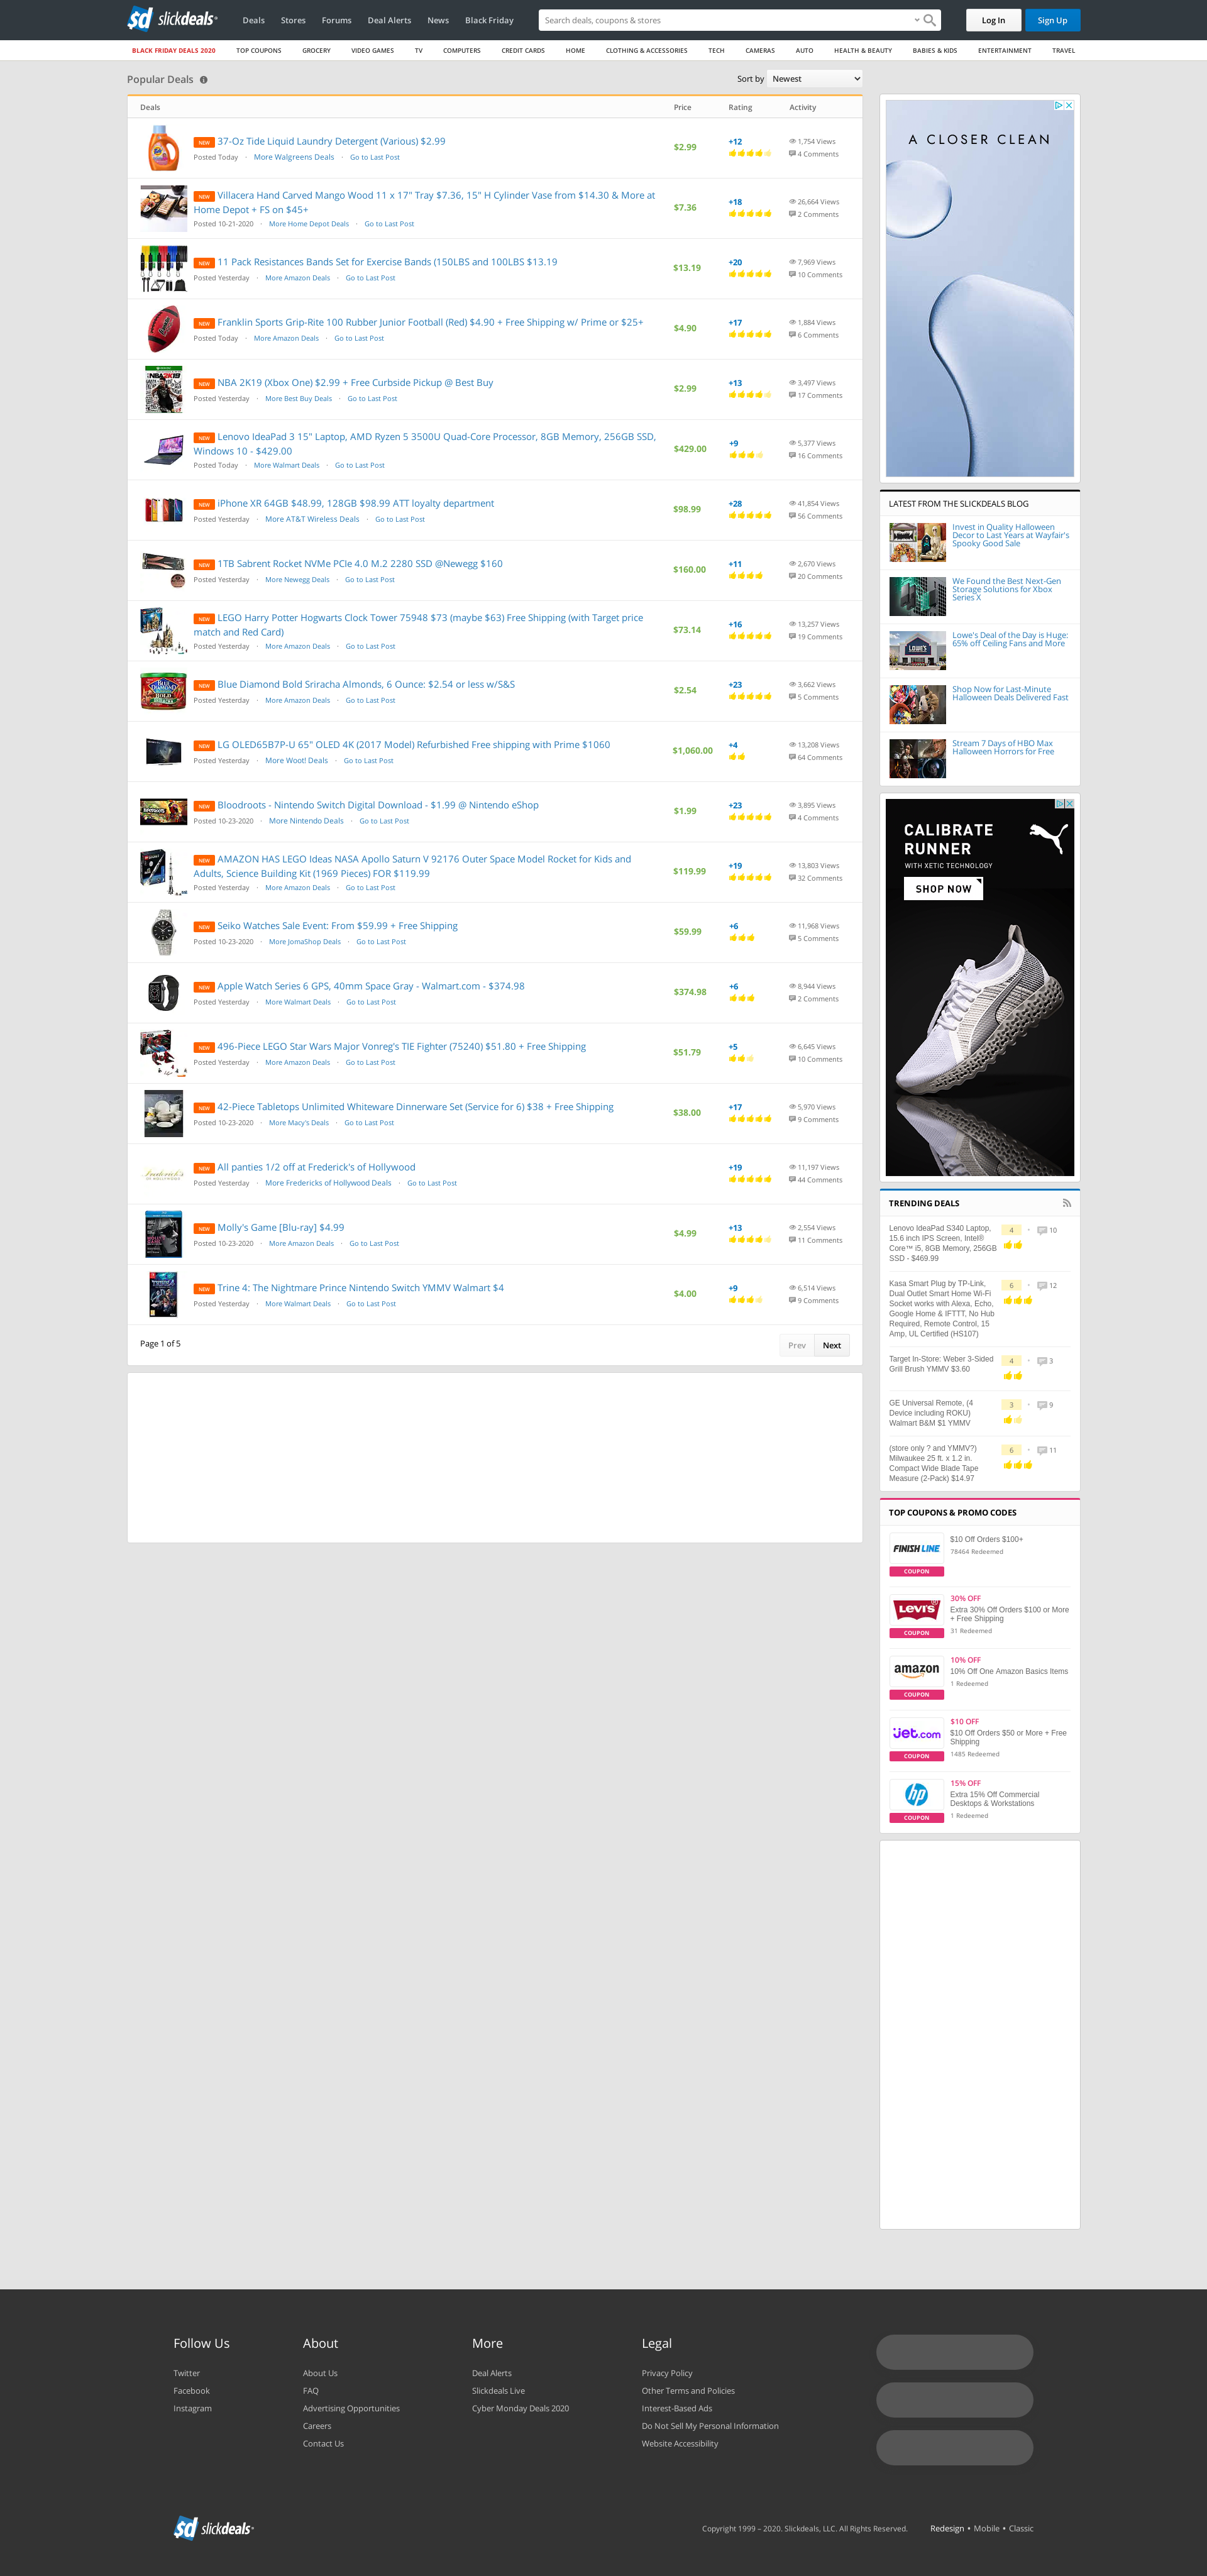 slickdeals
Deals
Stores
Forums
Deal Alerts
News
Black Friday
Search deals, coupons & stores
Log In
Sign Up
BLACK FRIDAY DEALS 2020
TOP COUPONS
GROCERY
VIDEO GAMES
TV
COMPUTERS
CREDIT CARDS
HOME
CLOTHING & ACCESSORIES
TECH
CAMERAS
AUTO
HEALTH & BEAUTY
BABIES & KIDS
ENTERTAINMENT
TRAVEL
Popular Deals
Sort by Newest
Deals Price Rating Activity
NEW 37-Oz Tide Liquid Laundry Detergent (Various) $2.99
Posted Today · More Walgreens Deals · Go to Last Post
$2.99
+12
1,754 Views
4 Comments
NEW Villacera Hand Carved Mango Wood 11 x 17" Tray $7.36, 15" H Cylinder Vase from $14.30 & More at
Home Depot + FS on $45+
Posted 10-21-2020 · More Home Depot Deals · Go to Last Post
$7.36
+18
26,664 Views
2 Comments
NEW 11 Pack Resistances Bands Set for Exercise Bands (150LBS and 100LBS $13.19
Posted Yesterday · More Amazon Deals · Go to Last Post
$13.19
+20
7,969 Views
10 Comments
NEW Franklin Sports Grip-Rite 100 Rubber Junior Football (Red) $4.90 + Free Shipping w/ Prime or $25+
Posted Today · More Amazon Deals · Go to Last Post
$4.90
+17
1,884 Views
6 Comments
NEW NBA 2K19 (Xbox One) $2.99 + Free Curbside Pickup @ Best Buy
Posted Yesterday · More Best Buy Deals · Go to Last Post
$2.99
+13
3,497 Views
17 Comments
NEW Lenovo IdeaPad 3 15" Laptop, AMD Ryzen 5 3500U Quad-Core Processor, 8GB Memory, 256GB SSD,
Windows 10 - $429.00
Posted Today · More Walmart Deals · Go to Last Post
$429.00
+9
5,377 Views
16 Comments
NEW iPhone XR 64GB $48.99, 128GB $98.99 ATT loyalty department
Posted Yesterday · More AT&T Wireless Deals · Go to Last Post
$98.99
+28
41,854 Views
56 Comments
NEW 1TB Sabrent Rocket NVMe PCIe 4.0 M.2 2280 SSD @Newegg $160
Posted Yesterday · More Newegg Deals · Go to Last Post
$160.00
+11
2,670 Views
20 Comments
NEW LEGO Harry Potter Hogwarts Clock Tower 75948 $73 (maybe $63) Free Shipping (with Target price
match and Red Card)
Posted Yesterday · More Amazon Deals · Go to Last Post
$73.14
+16
13,257 Views
19 Comments
NEW Blue Diamond Bold Sriracha Almonds, 6 Ounce: $2.54 or less w/S&S
Posted Yesterday · More Amazon Deals · Go to Last Post
$2.54
+23
3,662 Views
5 Comments
NEW LG OLED65B7P-U 65" OLED 4K (2017 Model) Refurbished Free shipping with Prime $1060
Posted Yesterday · More Woot! Deals · Go to Last Post
$1,060.00
+4
13,208 Views
64 Comments
NEW Bloodroots - Nintendo Switch Digital Download - $1.99 @ Nintendo eShop
Posted 10-23-2020 · More Nintendo Deals · Go to Last Post
$1.99
+23
3,895 Views
4 Comments
NEW AMAZON HAS LEGO Ideas NASA Apollo Saturn V 92176 Outer Space Model Rocket for Kids and
Adults, Science Building Kit (1969 Pieces) FOR $119.99
Posted Yesterday · More Amazon Deals · Go to Last Post
$119.99
+19
13,803 Views
32 Comments
NEW Seiko Watches Sale Event: From $59.99 + Free Shipping
Posted 10-23-2020 · More JomaShop Deals · Go to Last Post
$59.99
+6
11,968 Views
5 Comments
NEW Apple Watch Series 6 GPS, 40mm Space Gray - Walmart.com - $374.98
Posted Yesterday · More Walmart Deals · Go to Last Post
$374.98
+6
8,944 Views
2 Comments
NEW 496-Piece LEGO Star Wars Major Vonreg's TIE Fighter (75240) $51.80 + Free Shipping
Posted Yesterday · More Amazon Deals · Go to Last Post
$51.79
+5
6,645 Views
10 Comments
NEW 42-Piece Tabletops Unlimited Whiteware Dinnerware Set (Service for 6) $38 + Free Shipping
Posted 10-23-2020 · More Macy's Deals · Go to Last Post
$38.00
+17
5,970 Views
9 Comments
NEW All panties 1/2 off at Frederick's of Hollywood
Posted Yesterday · More Fredericks of Hollywood Deals · Go to Last Post
+19
11,197 Views
44 Comments
NEW Molly's Game [Blu-ray] $4.99
Posted 10-23-2020 · More Amazon Deals · Go to Last Post
$4.99
+13
2,554 Views
11 Comments
NEW Trine 4: The Nightmare Prince Nintendo Switch YMMV Walmart $4
Posted Yesterday · More Walmart Deals · Go to Last Post
$4.00
+9
6,514 Views
9 Comments
Page 1 of 5
Prev
Next
A CLOSER CLEAN
LATEST FROM THE SLICKDEALS BLOG
Invest in Quality Halloween
Decor to Last Years at Wayfair's
Spooky Good Sale
We Found the Best Next-Gen
Storage Solutions for Xbox
Series X
Lowe's Deal of the Day is Huge:
65% off Ceiling Fans and More
Shop Now for Last-Minute
Halloween Deals Delivered Fast
Stream 7 Days of HBO Max
Halloween Horrors for Free
CALIBRATE
RUNNER
WITH XETIC TECHNOLOGY
SHOP NOW
TRENDING DEALS
Lenovo IdeaPad S340 Laptop,
15.6 inch IPS Screen, Intel®
Core™ i5, 8GB Memory, 256GB
SSD - $469.99
4 • 10
Kasa Smart Plug by TP-Link,
Dual Outlet Smart Home Wi-Fi
Socket works with Alexa, Echo,
Google Home & IFTTT, No Hub
Required, Remote Control, 15
Amp, UL Certified (HS107)
6 • 12
Target In-Store: Weber 3-Sided
Grill Brush YMMV $3.60
4 • 3
GE Universal Remote, (4
Device including ROKU)
Walmart B&M $1 YMMV
3 • 9
(store only ? and YMMV?)
Milwaukee 25 ft. x 1.2 in.
Compact Wide Blade Tape
Measure (2-Pack) $14.97
6 • 11
TOP COUPONS & PROMO CODES
FINISH LINE
COUPON
$10 Off Orders $100+
78464 Redeemed
LEVI'S
COUPON
30% OFF
Extra 30% Off Orders $100 or More
+ Free Shipping
31 Redeemed
amazon
COUPON
10% OFF
10% Off One Amazon Basics Items
1 Redeemed
jet.com
COUPON
$10 OFF
$10 Off Orders $50 or More + Free
Shipping
1485 Redeemed
hp
COUPON
15% OFF
Extra 15% Off Commercial
Desktops & Workstations
1 Redeemed
Follow Us
Twitter
Facebook
Instagram
About
About Us
FAQ
Advertising Opportunities
Careers
Contact Us
More
Deal Alerts
Slickdeals Live
Cyber Monday Deals 2020
Legal
Privacy Policy
Other Terms and Policies
Interest-Based Ads
Do Not Sell My Personal Information
Website Accessibility
slickdeals
Copyright 1999 – 2020. Slickdeals, LLC. All Rights Reserved.
Redesign • Mobile • Classic